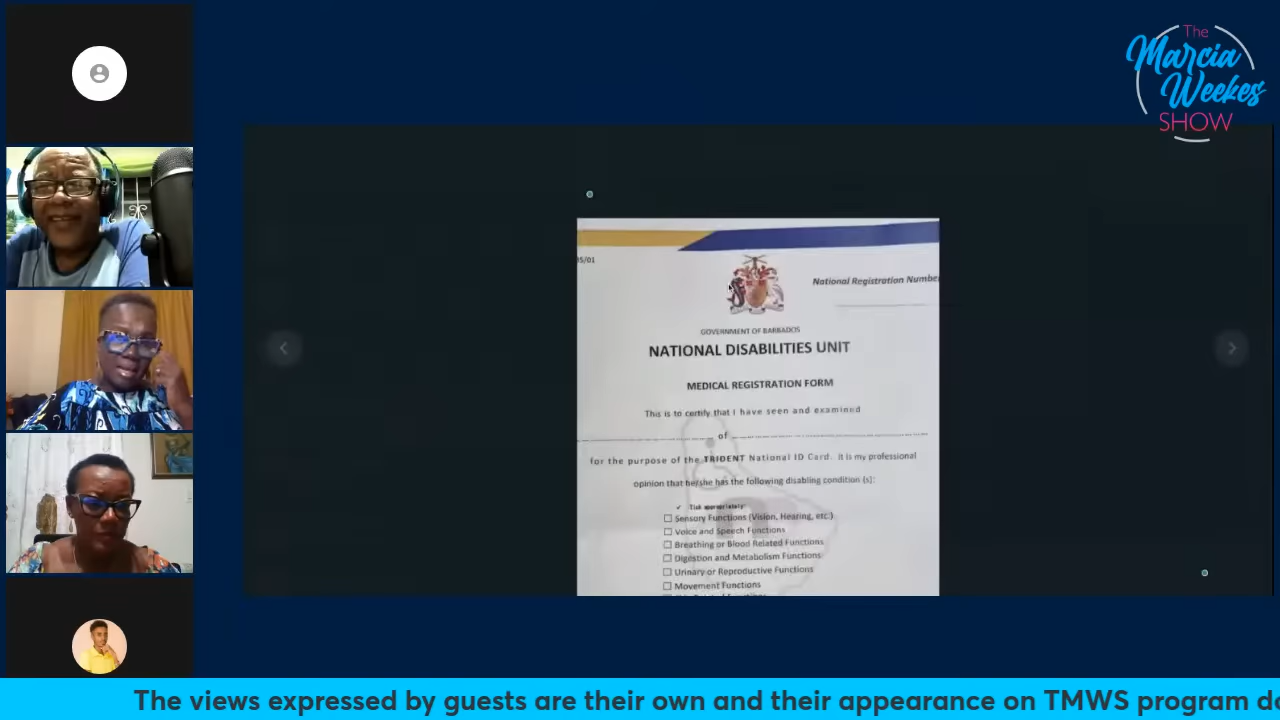 The
Marcia
Weekes
SHOW
35/01
National Registration Number
GOVERNMENT OF BARBADOS
NATIONAL DISABILITIES UNIT
MEDICAL REGISTRATION FORM
This is to certify that I have seen and examined
of
for the purpose of the TRIDENT National ID Card. It is my professional
opinion that he/she has the following disabling condition (s):
✓ Tick appropriately:
☐ Sensory Functions (Vision, Hearing, etc.)
☐ Voice and Speech Functions
☐ Breathing or Blood Related Functions
☐ Digestion and Metabolism Functions
☐ Urinary or Reproductive Functions
☐ Movement Functions
The views expressed by guests are their own and their appearance on TMWS program do